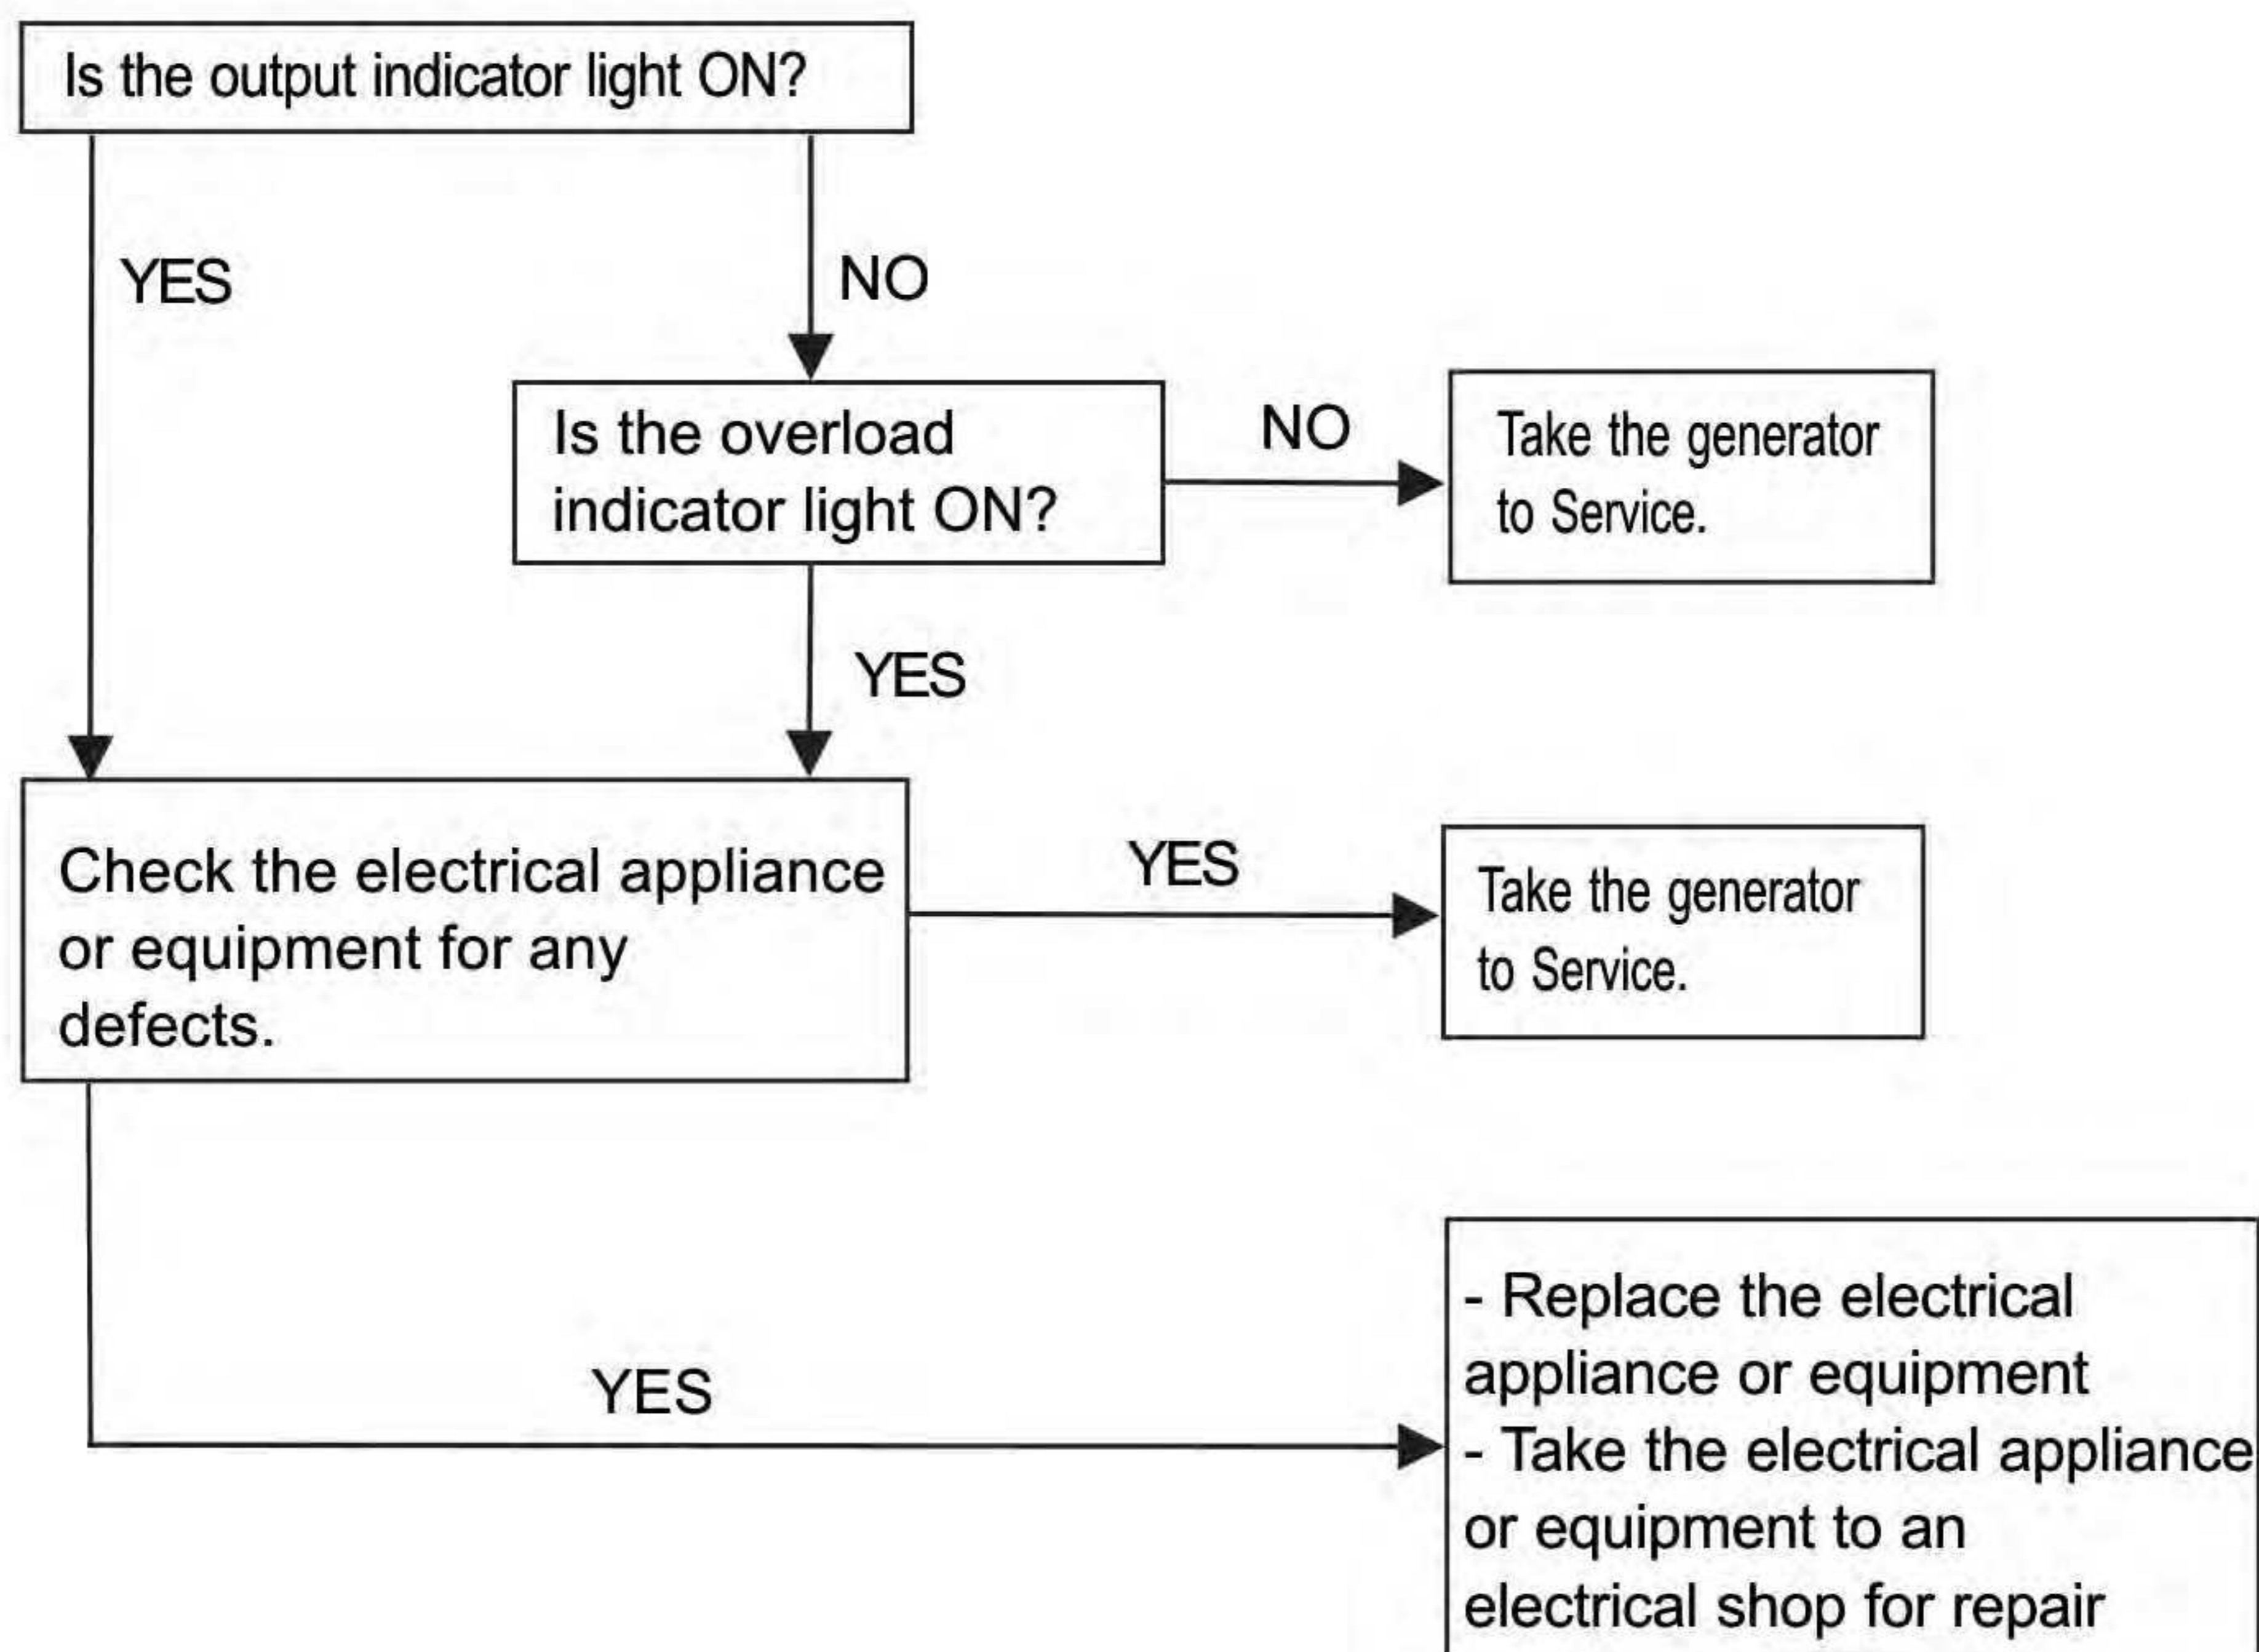 Is the output indicator light ON?
YES
NO
Is the overload
indicator light ON?
NO
Take the generator
to Service.
YES
Check the electrical appliance
or equipment for any
defects.
YES
Take the generator
to Service.
YES
- Replace the electrical
appliance or equipment
- Take the electrical appliance
or equipment to an
electrical shop for repair